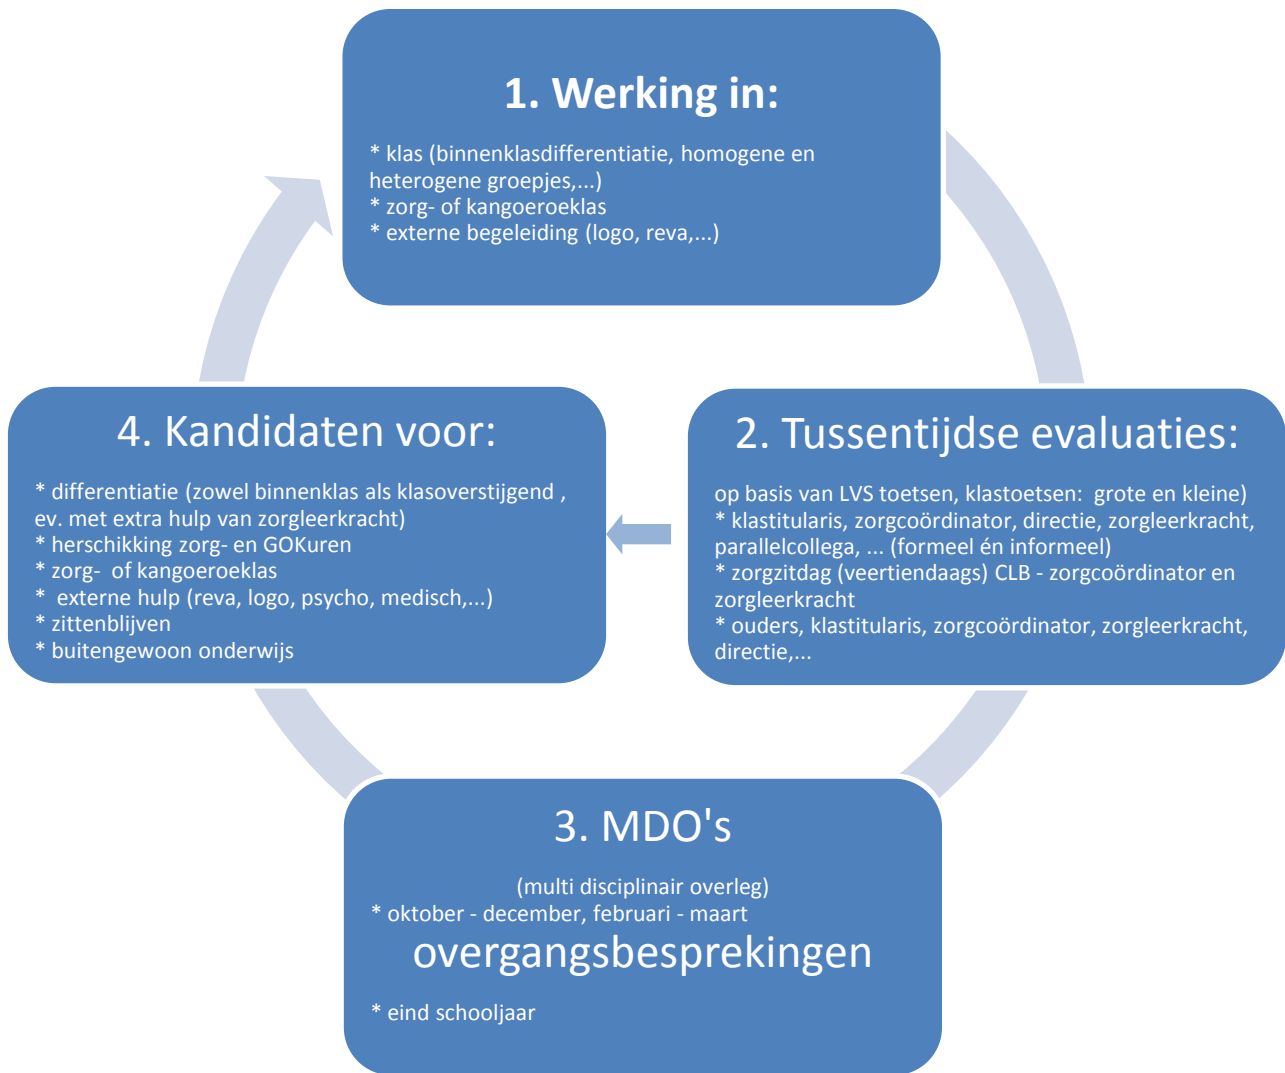 1. Werking in:
* klas (binnenklasdifferentiatie, homogene en
heterogene groepjes,...)
* zorg- of kangoeroeklas
* externe begeleiding (logo, reva,...)
2. Tussentijdse evaluaties:
op basis van LVS toetsen, klastoetsen: grote en kleine)
* klastitularis, zorgcoördinator, directie, zorgleerkracht,
parallelcollega, ... (formeel én informeel)
* zorgzitdag (veertiendaags) CLB - zorgcoördinator en
zorgleerkracht
* ouders, klastitularis, zorgcoördinator, zorgleerkracht,
directie,...
3. MDO's
(multi disciplinair overleg)
* oktober - december, februari - maart
overgangsbesprekingen
* eind schooljaar
4. Kandidaten voor:
* differentiatie (zowel binnenklas als klasoverstijgend ,
ev. met extra hulp van zorgleerkracht)
* herschikking zorg- en GOKuren
* zorg- of kangoeroeklas
* externe hulp (reva, logo, psycho, medisch,...)
* zittenblijven
* buitengewoon onderwijs